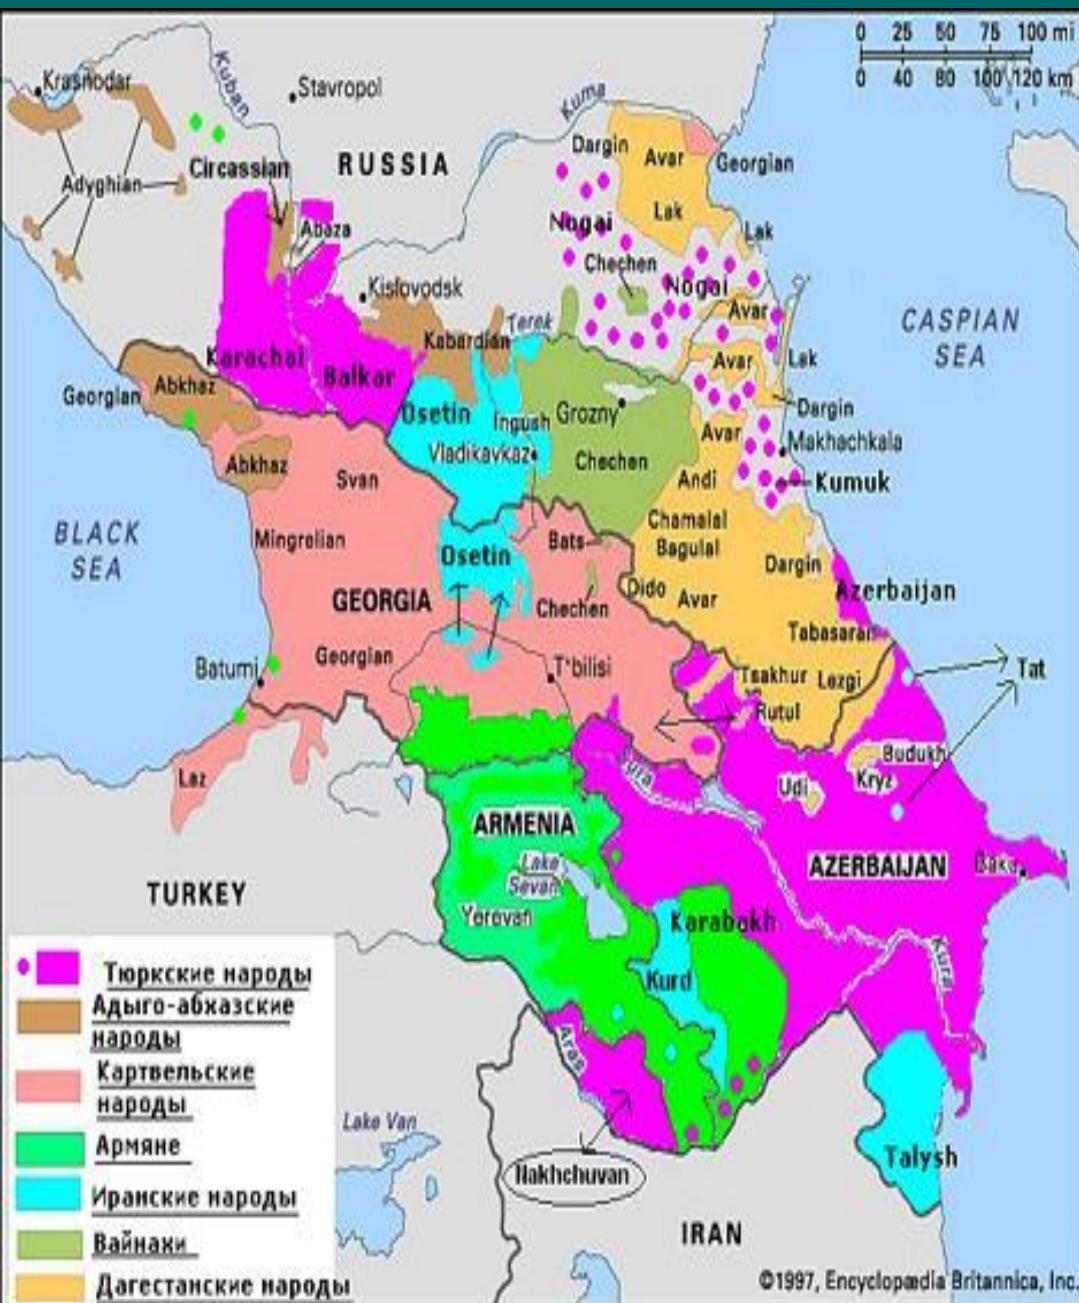 0 25 50 75 100 mi
0 40 80 100 120 km
Krasnodar
Kuban
Stavropol
Kuma
RUSSIA
Circassian
Adyghian
Abaza
Dargin
Avar
Georgian
Lak
Nogai
Lak
Chechen
Nogai
Kislovodsk
Avar
CASPIAN
SEA
Terek
Kabardian
Karachai
Balkar
Avar
Lak
Georgian
Abkhaz
Osetin
Ingush
Grozny
Dargin
Avar
Makhachkala
Vladikavkaz
Chechen
Abkhaz
Svan
Andi
Kumuk
BLACK
SEA
Mingrelian
Osetin
Bats
Chamalal
Bagulal
Dargin
Dido
Avar
Azerbaijan
GEORGIA
Chechen
Tabasaran
Batumi
Georgian
T'bilisi
Tsakhur
Lezgi
Tat
Rutul
Laz
Budukh
Kryz
Udi
ARMENIA
AZERBAIJAN
Baku
Lake
Sevan
TURKEY
Yerevan
Karabakh
Kurd
Kura
Aras
Lake Van
Nakhchuvan
Talysh
IRAN
Тюркские народы
Адыго-абхазские
народы
Картвельские
народы
Армяне
Иранские народы
Вайнахи
Дагестанские народы
©1997, Encyclopædia Britannica, Inc.